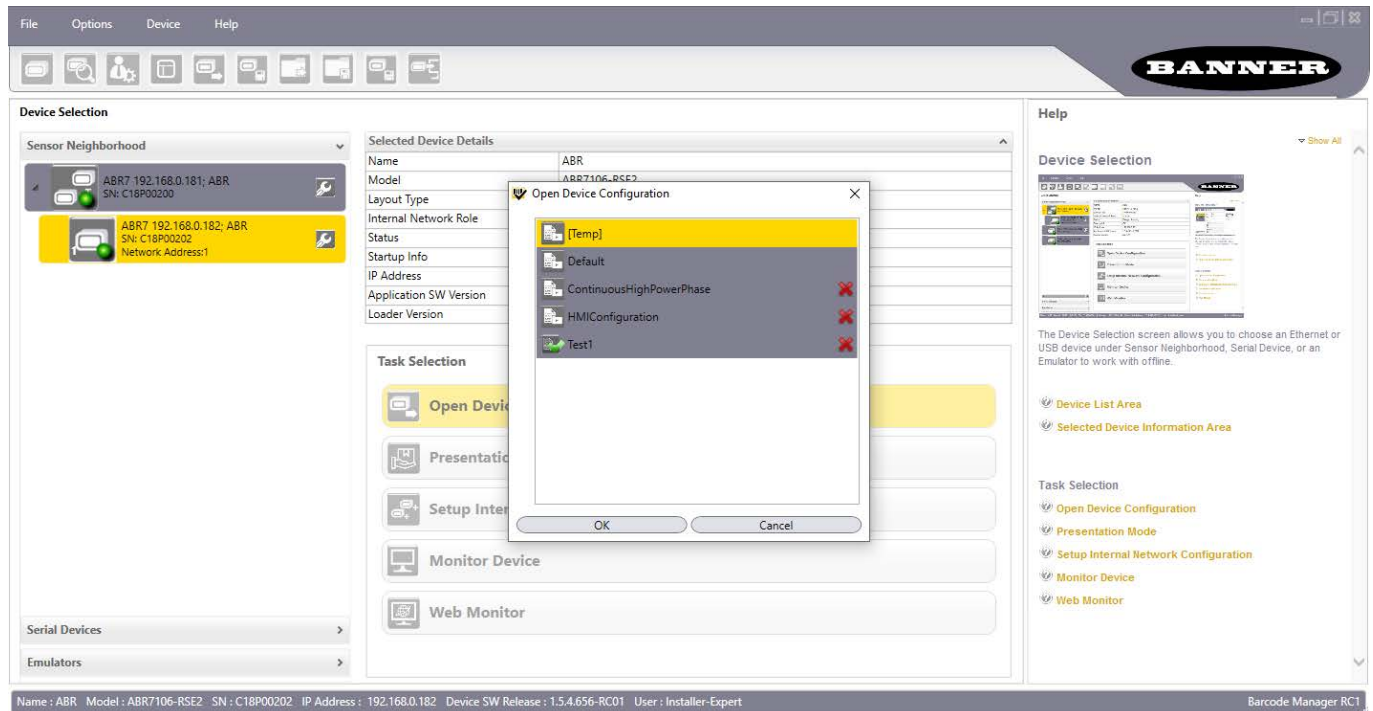 File Options Device Help
BANNER
Device Selection
Sensor Neighborhood
ABR7 192.168.0.181; ABR
SN: C18P00200
ABR7 192.168.0.182; ABR
SN: C18P00202
Network Address:1
Serial Devices
Emulators
Selected Device Details
Name ABR
Model ABR7106-RSE2
Layout Type
Internal Network Role
Status
Startup Info
IP Address
Application SW Version
Loader Version
Task Selection
Open Devi
Presentatio
Setup Inter
Monitor Device
Web Monitor
Open Device Configuration
[Temp]
Default
ContinuousHighPowerPhase
HMIConfiguration
Test1
OK Cancel
Help
Show All
Device Selection
The Device Selection screen allows you to choose an Ethernet or
USB device under Sensor Neighborhood, Serial Device, or an
Emulator to work with offline.
Device List Area
Selected Device Information Area
Task Selection
Open Device Configuration
Presentation Mode
Setup Internal Network Configuration
Monitor Device
Web Monitor
Name : ABR Model : ABR7106-RSE2 SN : C18P00202 IP Address : 192.168.0.182 Device SW Release : 1.5.4.656-RC01 User : Installer-Expert Barcode Manager RC1